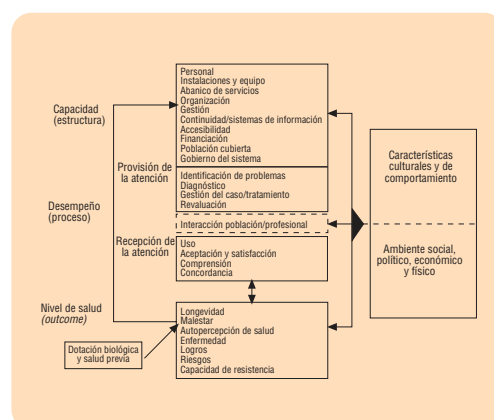 Personal
Instalaciones y equipo
Abanico de servicios
Organización
Gestión
Continuidad/sistemas de información
Accesibilidad
Financiación
Población cubierta
Gobierno del sistema
Capacidad
(estructura)
Provisión de
la atención
Identificación de problemas
Diagnóstico
Gestión del caso/tratamiento
Revaluación
Desempeño
(proceso)
Interacción población/profesional
Recepción de
la atención
Uso
Aceptación y satisfacción
Comprensión
Concordancia
Nivel de salud
(outcome)
Longevidad
Malestar
Autopercepción de salud
Enfermedad
Logros
Riesgos
Capacidad de resistencia
Dotación biológica
y salud previa
Características
culturales y de
comportamiento
Ambiente social,
político, económico
y físico